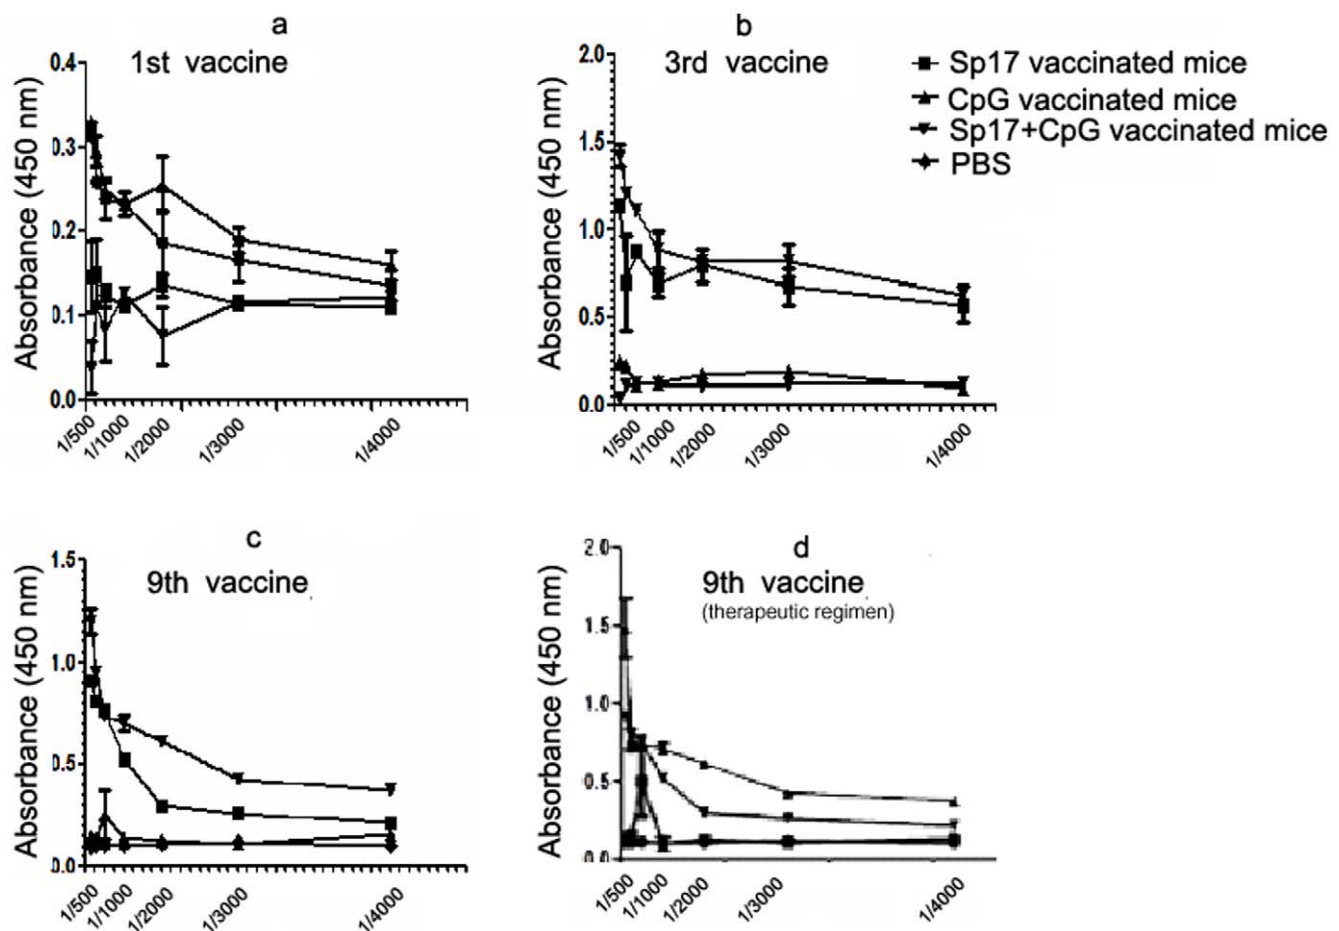 a
1st vaccine
Absorbance (450 nm)
0.4
0.3
0.2
0.1
0.0
1/500
1/1000
1/2000
1/3000
1/4000
b
3rd vaccine
Absorbance (450 nm)
2.0
1.5
1.0
0.5
0.0
1/500
1/1000
1/2000
1/3000
1/4000
Sp17 vaccinated mice
CpG vaccinated mice
Sp17+CpG vaccinated mice
PBS
c
9th vaccine
Absorbance (450 nm)
1.5
1.0
0.5
0.0
1/500
1/1000
1/2000
1/3000
1/4000
d
9th vaccine
(therapeutic regimen)
Absorbance (450 nm)
2.0
1.5
1.0
0.5
0.0
1/500
1/1000
1/2000
1/3000
1/4000